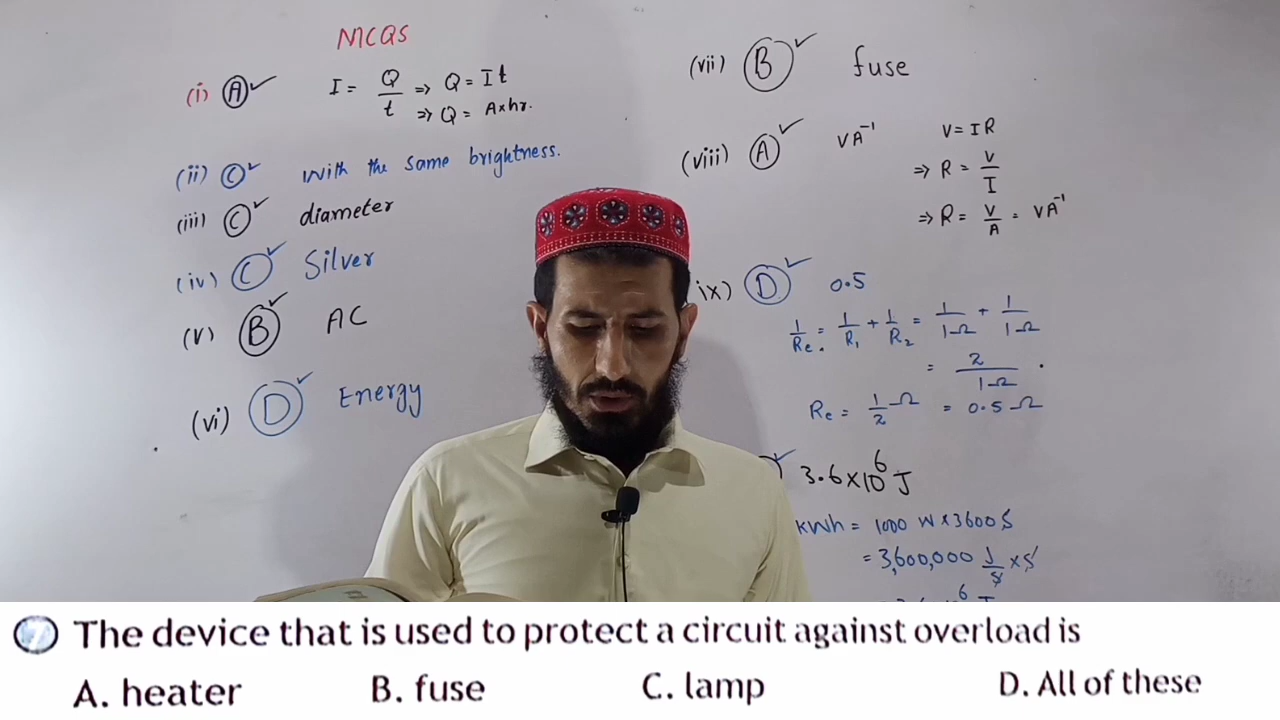 MCQS
(i) A ✓ I = Q/t ⇒ Q = It
⇒ Q = A×hr.
(ii) C ✓ with the same brightness.
(iii) C ✓ diameter
(iv) C ✓ Silver
(v) B ✓ AC
(vi) D ✓ Energy
(vii) B ✓ fuse
(viii) A ✓ VA⁻¹ V = IR
⇒ R = V/I
⇒ R = V/A = VA⁻¹
ix) D ✓ 0.5
1/Re = 1/R₁ + 1/R₂ = 1/1Ω + 1/1Ω
= 2/1Ω
Re = 1/2 Ω = 0.5 Ω
3.6×10⁶ J
kWh = 1000 W×3600 S
= 3,600,000 J/s × s
7 The device that is used to protect a circuit against overload is
A. heater B. fuse C. lamp D. All of these